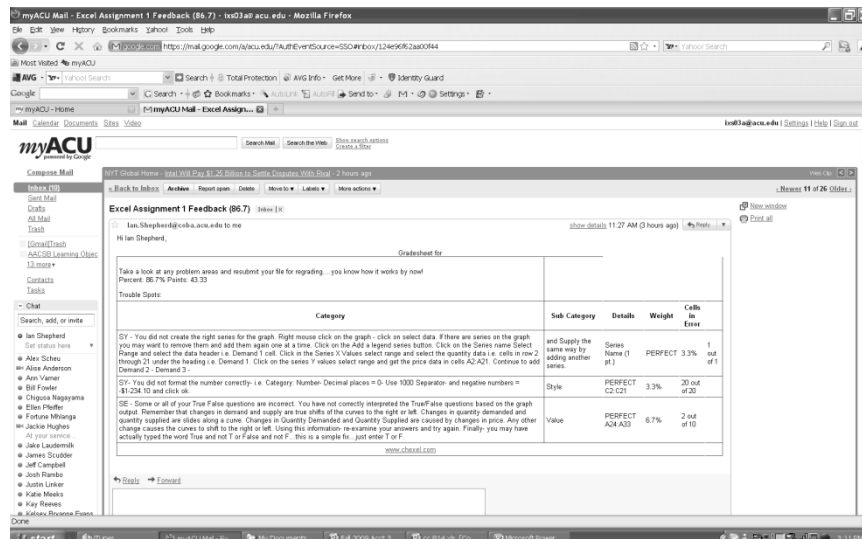 myACU Mail - Excel Assignment 1 Feedback (86.7) - ixs03a@acu.edu - Mozilla Firefox
File Edit View History Bookmarks Yahoo! Tools Help
https://mail.google.com/a/acu.edu/?AuthEventSource=SSO#inbox/124e96f62aa00f44
Yahoo Search
Most Visited myACU
AVG Yahoo! Search Search Total Protection AVG Info Get More Identity Guard
Google Search Bookmarks AutoLink AutoFill Send to Settings
myACU - Home myACU Mail - Excel Assign...
Mail Calendar Documents Sites Video
ixs03a@acu.edu | Settings | Help | Sign out
myACU
powered by Google
Search Mail Search the Web Show search options
Create a filter
Compose Mail
NYT Global Home - Intel Will Pay $1.25 Billion to Settle Disputes With Rival - 2 hours ago
Web Clip
Inbox (10)
Sent Mail
Drafts
All Mail
Trash
[Gmail]Trash
AACSB Learning Objec
13 more
Contacts
Tasks
Chat
Search, add, or invite
Ian Shepherd
Set status here
Alex Scheu
Alise Anderson
Ann Varner
Bill Fowler
Chigusa Nagayama
Ellen Pfeiffer
Fortune Mhlanga
Jackie Hughes
At your service...
Jake Laudermilk
James Scudder
Jeff Campbell
Josh Rambo
Justin Linker
Katie Meeks
Kay Reeves
Kelsey Bryanne Evans
« Back to Inbox Archive Report spam Delete Move to Labels More actions
‹ Newer 11 of 26 Older ›
Excel Assignment 1 Feedback (86.7) Inbox | X
New window
Print all
Ian.Shepherd@coba.acu.edu to me
show details 11:27 AM (3 hours ago) Reply
Hi Ian Shepherd,
Gradesheet for
Take a look at any problem areas and resubmit your file for regrading....you know how it works by now!
Percent: 86.7% Points: 43.33
Trouble Spots:
Category Sub Category Details Weight Cells in Error
SY - You did not create the right series for the graph. Right mouse click on the graph - click on select data. If there are series on the graph
you may want to remove them and add them again one at a time. Click on the Add a legend series button. Click on the Series name Select
Range and select the data header i.e. Demand 1 cell. Click in the Series X Values select range and select the quantity data i.e. cells in row 2
through 21 under the heading i.e. Demand 1. Click on the series Y values select range and get the price data in cells A2:A21. Continue to add
Demand 2 - Demand 3 -
and Supply the
same way by
adding another
series.
Series
Name (1
pt.)
PERFECT 3.3%
1
out
of 1
SY- You did not format the number correctly- i.e. Category: Number- Decimal places = 0- Use 1000 Separator- and negative numbers =
-$1-234.10 and click ok.
Style
PERFECT
C2:C21
3.3%
20 out
of 20
SE - Some or all of your True False questions are incorrect. You have not correctly interpreted the True/False questions based on the graph
output. Remember that changes in demand and supply are true shifts of the curves to the right or left. Changes in quantity demanded and
quantity supplied are slides along a curve. Changes in Quantity Demanded and Quantity Supplied are caused by changes in price. Any other
change causes the curves to shift to the right or left. Using this information- re-examine your answers and try again. Finally- you may have
actually typed the word True and not T or False and not F...this is a simple fix...just enter T or F.
Value
PERFECT
A24:A33
6.7%
2 out
of 10
www.chexel.com
Reply Forward
Done
start iTunes My Documents Fall 2009 Acct 3 Microsoft Power 2:11 PM